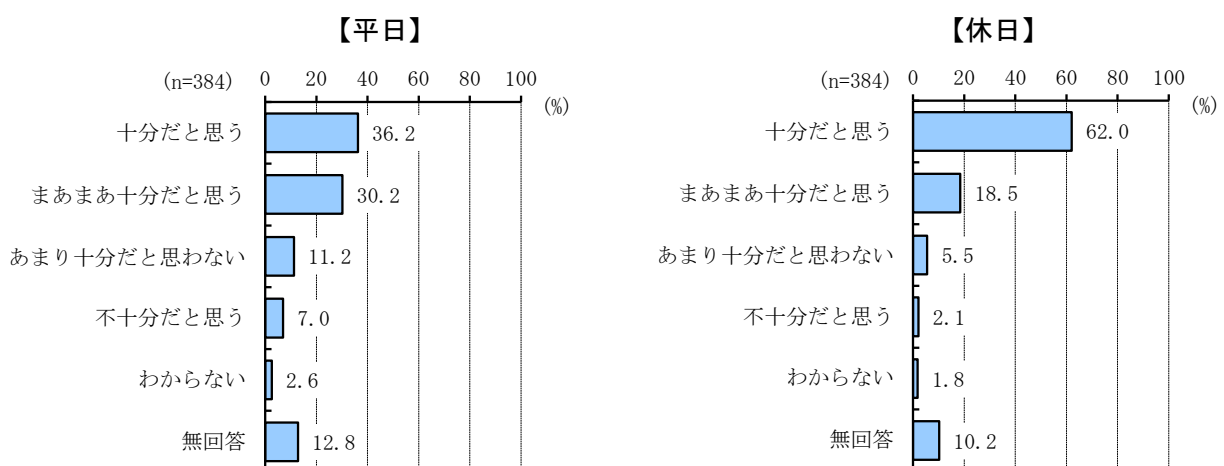 【平日】
(n=384) 0 20 40 60 80 100
(%)
十分だと思う 36.2
まあまあ十分だと思う 30.2
あまり十分だと思わない 11.2
不十分だと思う 7.0
わからない 2.6
無回答 12.8
【休日】
(n=384) 0 20 40 60 80 100
(%)
十分だと思う 62.0
まあまあ十分だと思う 18.5
あまり十分だと思わない 5.5
不十分だと思う 2.1
わからない 1.8
無回答 10.2